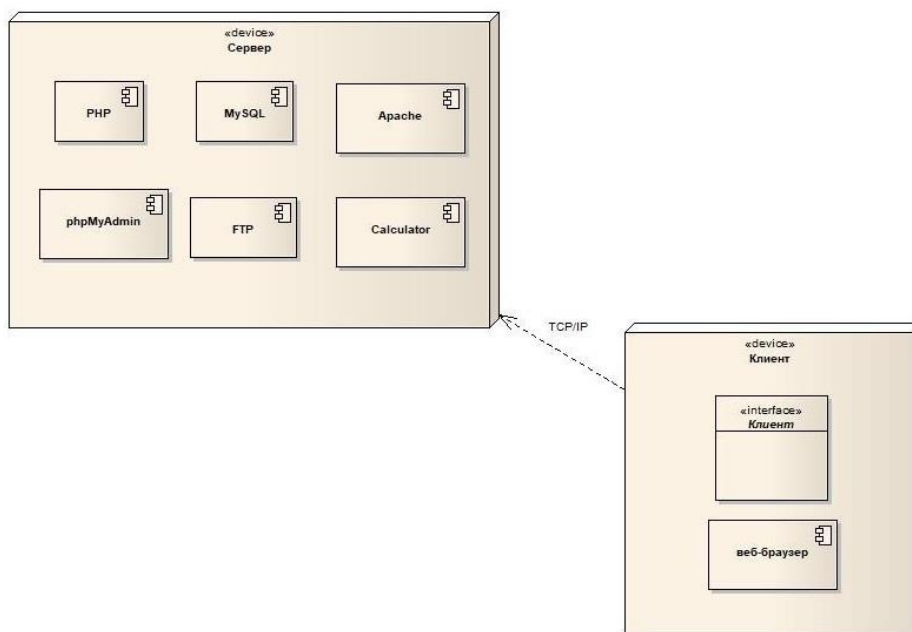 «device»
Сервер
PHP
MySQL
Apache
phpMyAdmin
FTP
Calculator
TCP/IP
«device»
Клиент
«interface»
Клиент
веб-браузер